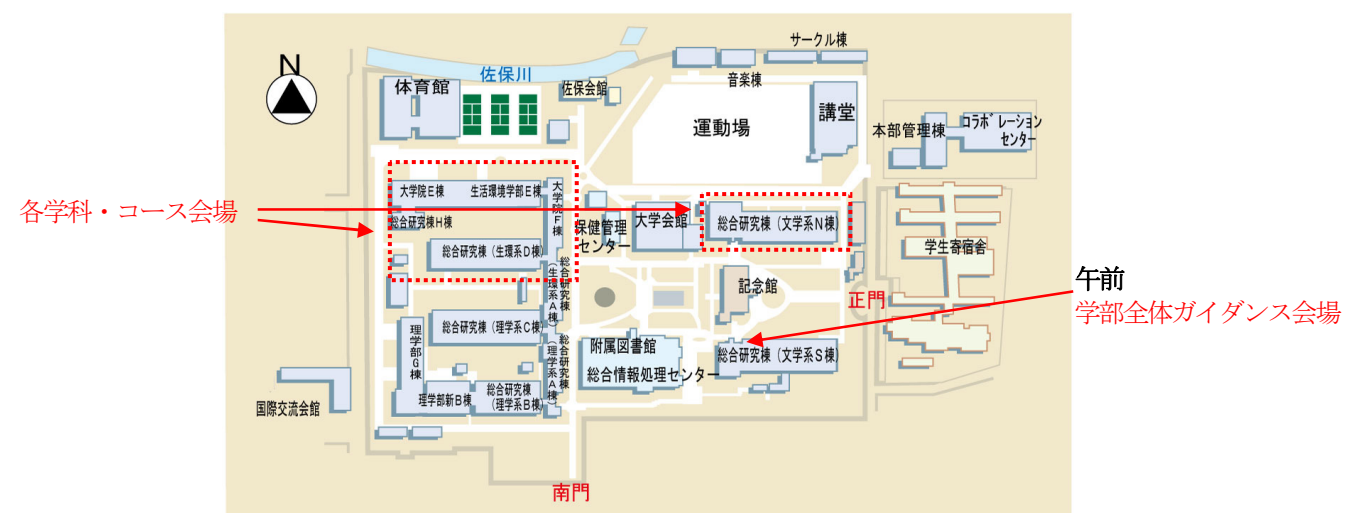 サークル棟
N
佐保川
体育館
佐保会館
音楽棟
講堂
運動場
本部管理棟
コラボレーション
センター
各学科・コース会場
大学院E棟
生活環境学部E棟
大学院F棟
総合研究棟H棟
保健管理
センター
大学会館
総合研究棟（文学系N棟）
学生寄宿舎
総合研究棟（生環系D棟）
総合研究棟
（生環系A棟）
記念館
正門
午前
学部全体ガイダンス会場
総合研究棟（理学系C棟）
理学部G棟
総合研究棟
（理学系A棟）
附属図書館
総合情報処理センター
総合研究棟（文学系S棟）
国際交流会館
理学部新B棟
総合研究棟
（理学系B棟）
南門